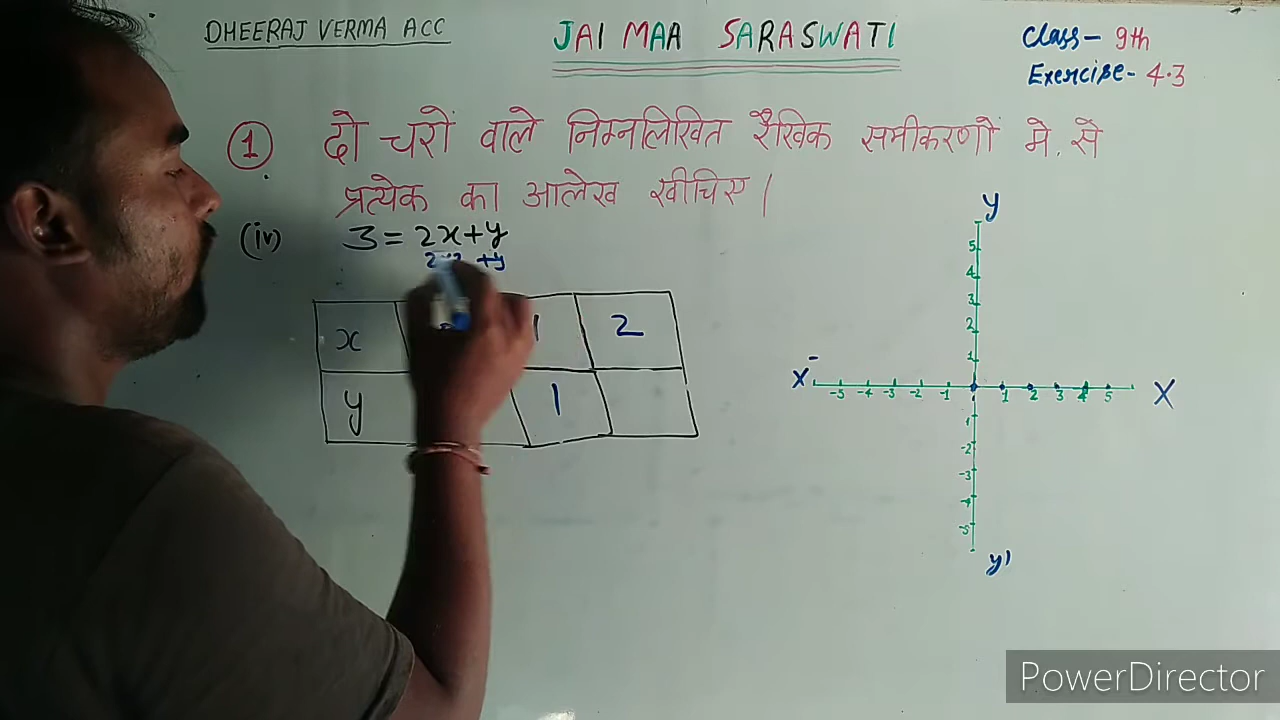 DHEERAJ VERMA ACC
JAI MAA SARASWATI
Class- 9th
Exercise- 4.3
1 दो चरों वाले निम्नलिखित रैखिक समीकरणों मे. से
प्रत्येक का आलेख खीचिए।
(iv) 3 = 2x+y
+y
x 1 2
y 1
y
5
4
3
2
1
X- -5 -4 -3 -2 -1 1 2 3 4 5 X
1
-2
-3
-4
-5
y'
PowerDirector